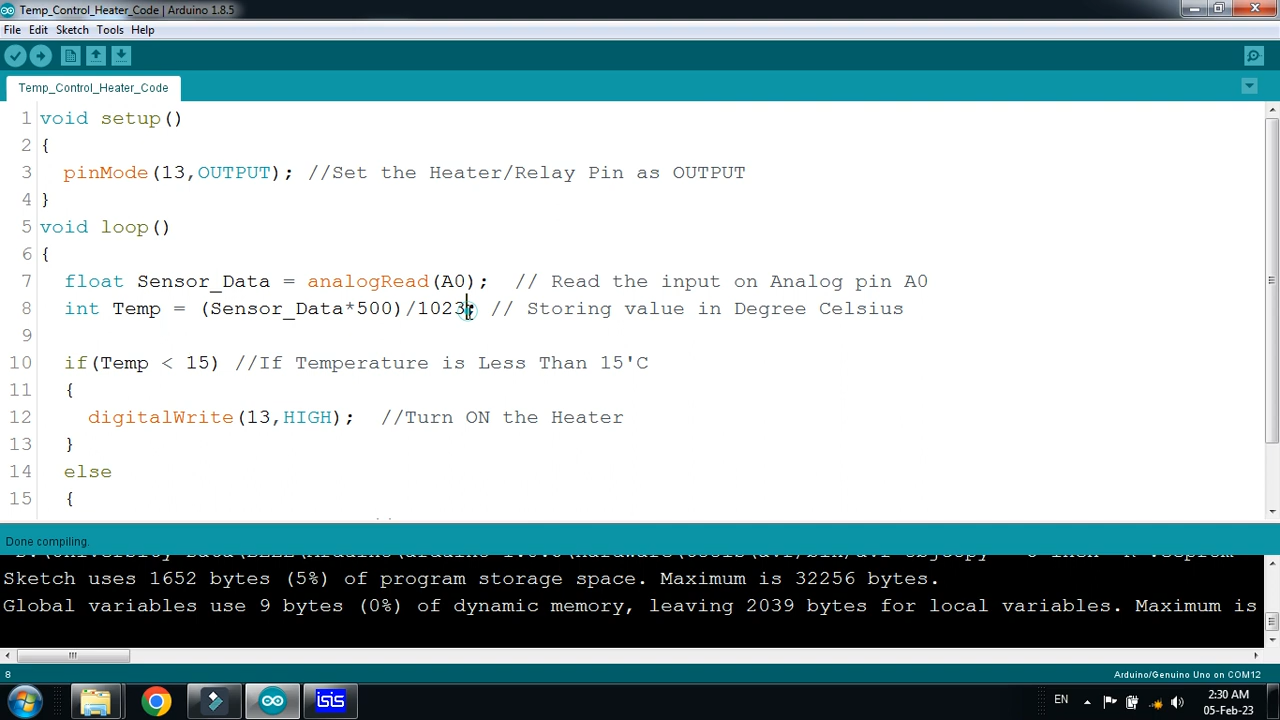 Temp_Control_Heater_Code | Arduino 1.8.5
File Edit Sketch Tools Help
Temp_Control_Heater_Code
1 void setup()
2 {
3 pinMode(13,OUTPUT); //Set the Heater/Relay Pin as OUTPUT
4 }
5 void loop()
6 {
7 float Sensor_Data = analogRead(A0); // Read the input on Analog pin A0
8 int Temp = (Sensor_Data*500)/1023; // Storing value in Degree Celsius
9
10 if(Temp < 15) //If Temperature is Less Than 15'C
11 {
12 digitalWrite(13,HIGH); //Turn ON the Heater
13 }
14 else
15 {
Done compiling.
Sketch uses 1652 bytes (5%) of program storage space. Maximum is 32256 bytes.
Global variables use 9 bytes (0%) of dynamic memory, leaving 2039 bytes for local variables. Maximum is
8 Arduino/Genuino Uno on COM12
isis EN 2:30 AM
05-Feb-23